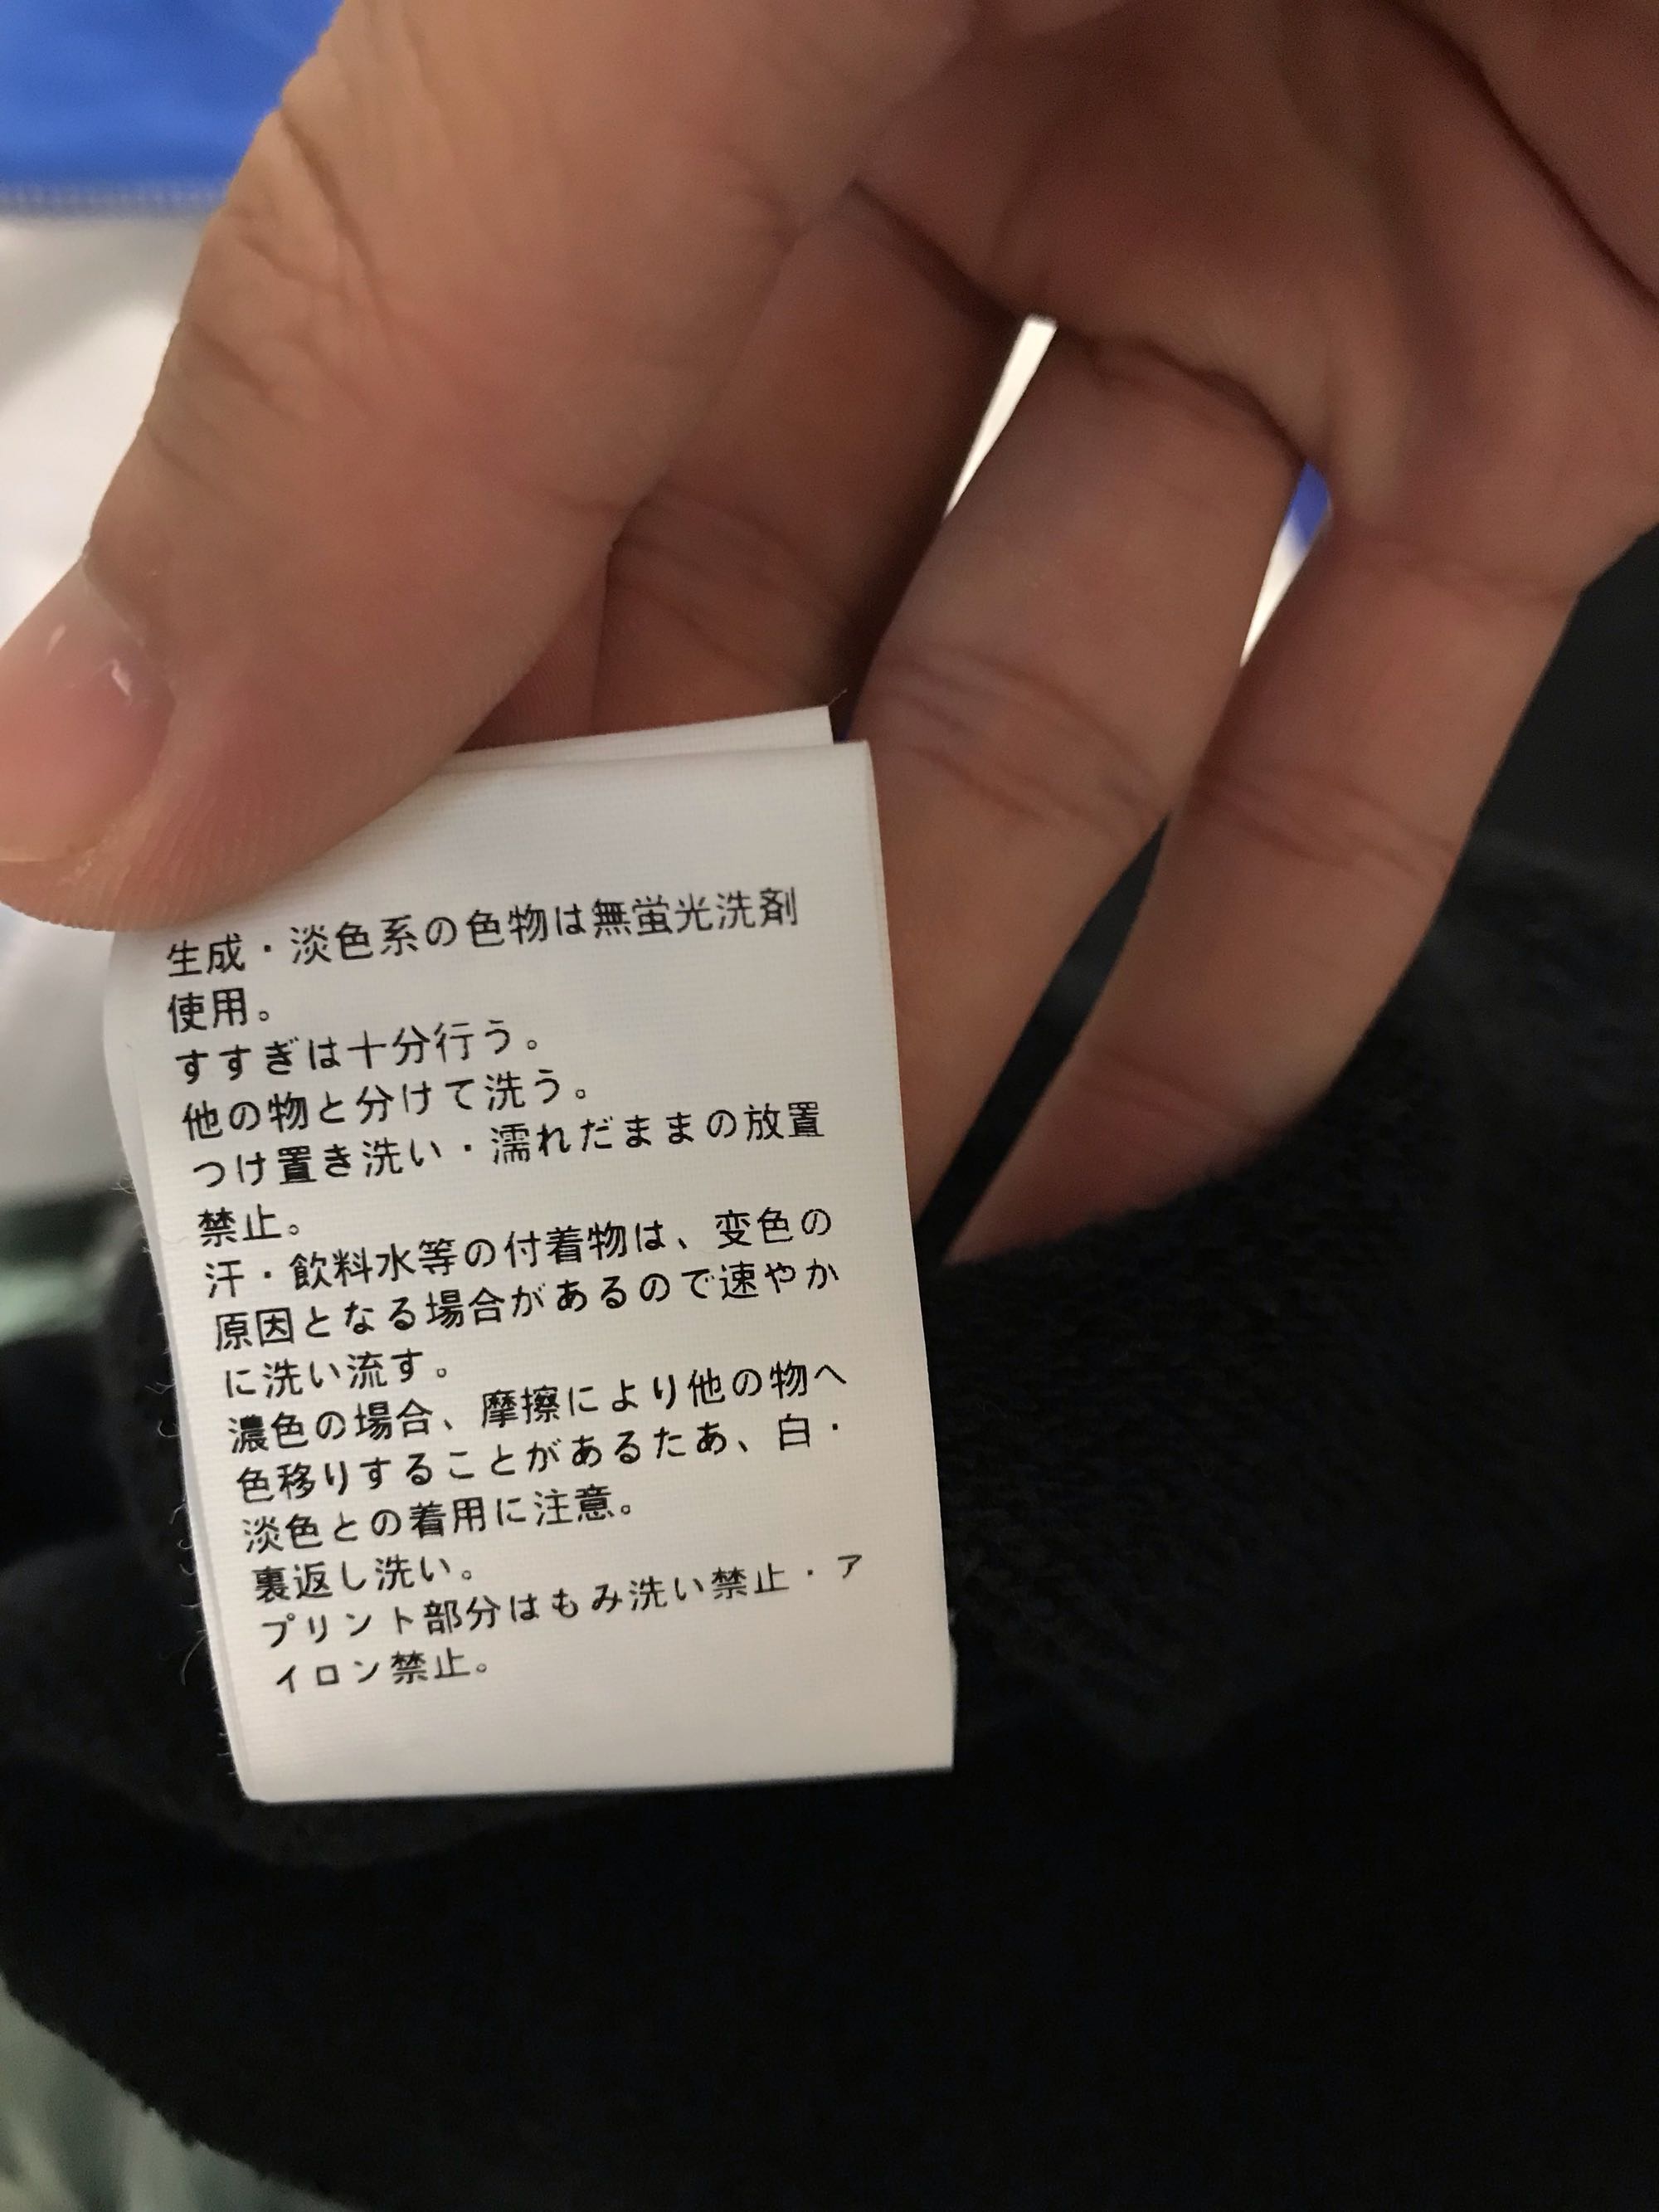 生成・淡色系の色物は無蛍光洗剤
使用。
すすぎは十分行う。
他の物と分けて洗う。
つけ置き洗い・濡れだままの放置
禁止。
汗・飲料水等の付着物は、変色の
原因となる場合があるので速やか
に洗い流す。
濃色の場合、摩擦により他の物へ
色移りすることがあるたあ、白・
淡色との着用に注意。
裏返し洗い。
プリント部分はもみ洗い禁止・ア
イロン禁止。